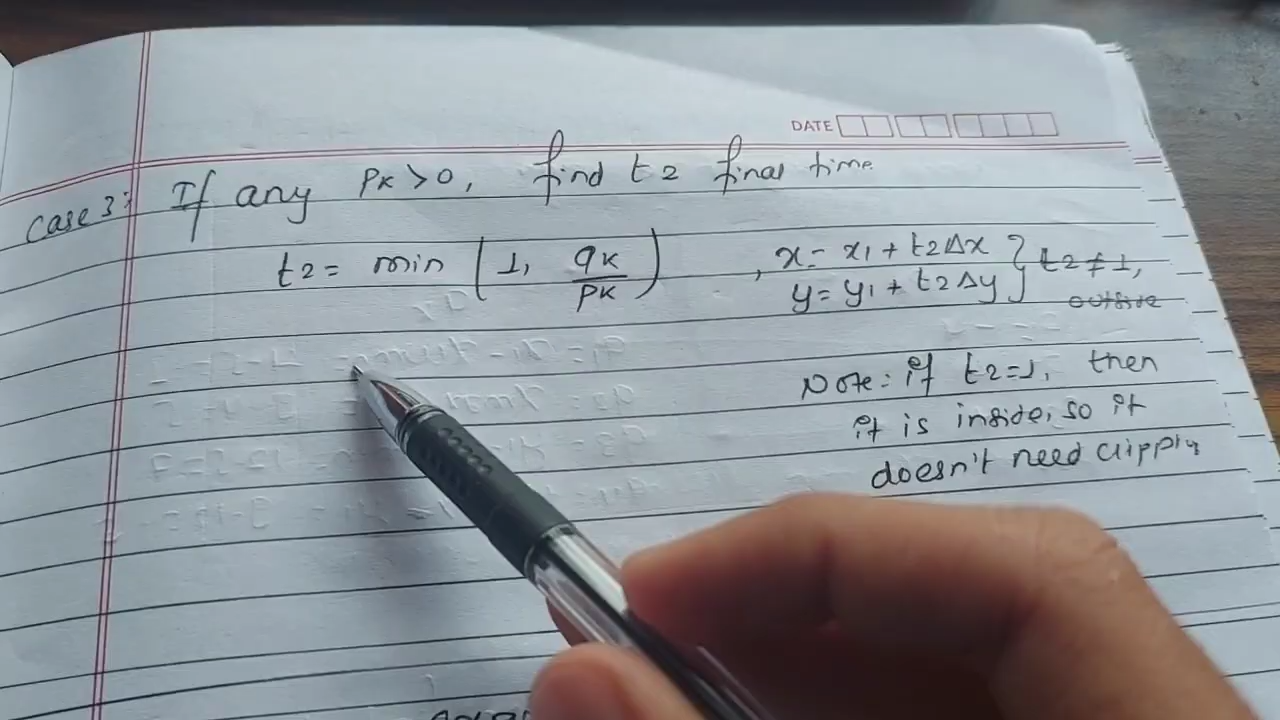 DATE
Case 3: If any Pk > 0, find t2 final time.
t2 = min (1, qk/Pk), x = x1 + t2Δx
y = y1 + t2Δy } t2 ≠ 1,
outside
Note: if t2=1, then
it is inside, so it
doesn't need clipping